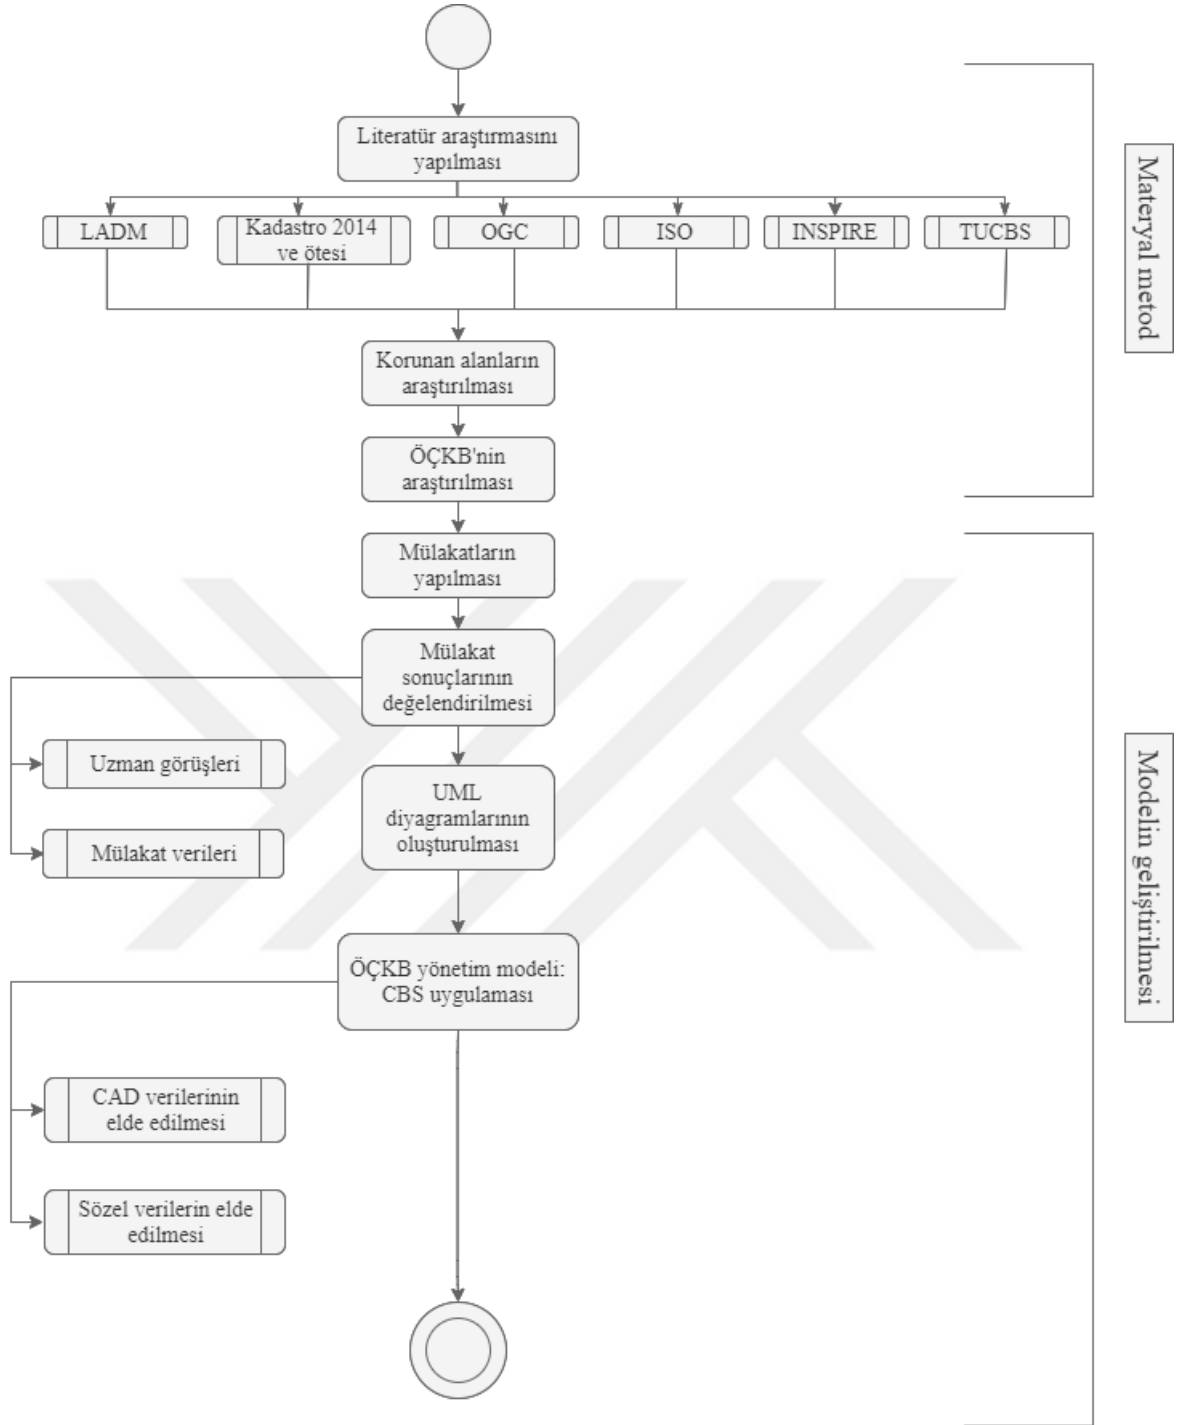 Literatür araştırmasını
yapılması
LADM
Kadastro 2014
ve ötesi
OGC
ISO
INSPIRE
TUCBS
Materyal metod
Korunan alanların
araştırılması
ÖÇKB'nin
araştırılması
Mülakatların
yapılması
Mülakat
sonuçlarının
değelendirilmesi
Uzman görüşleri
Mülakat verileri
UML
diyagramlarının
oluşturulması
Modelin geliştirilmesi
ÖÇKB yönetim modeli:
CBS uygulaması
CAD verilerinin
elde edilmesi
Sözel verilerin elde
edilmesi